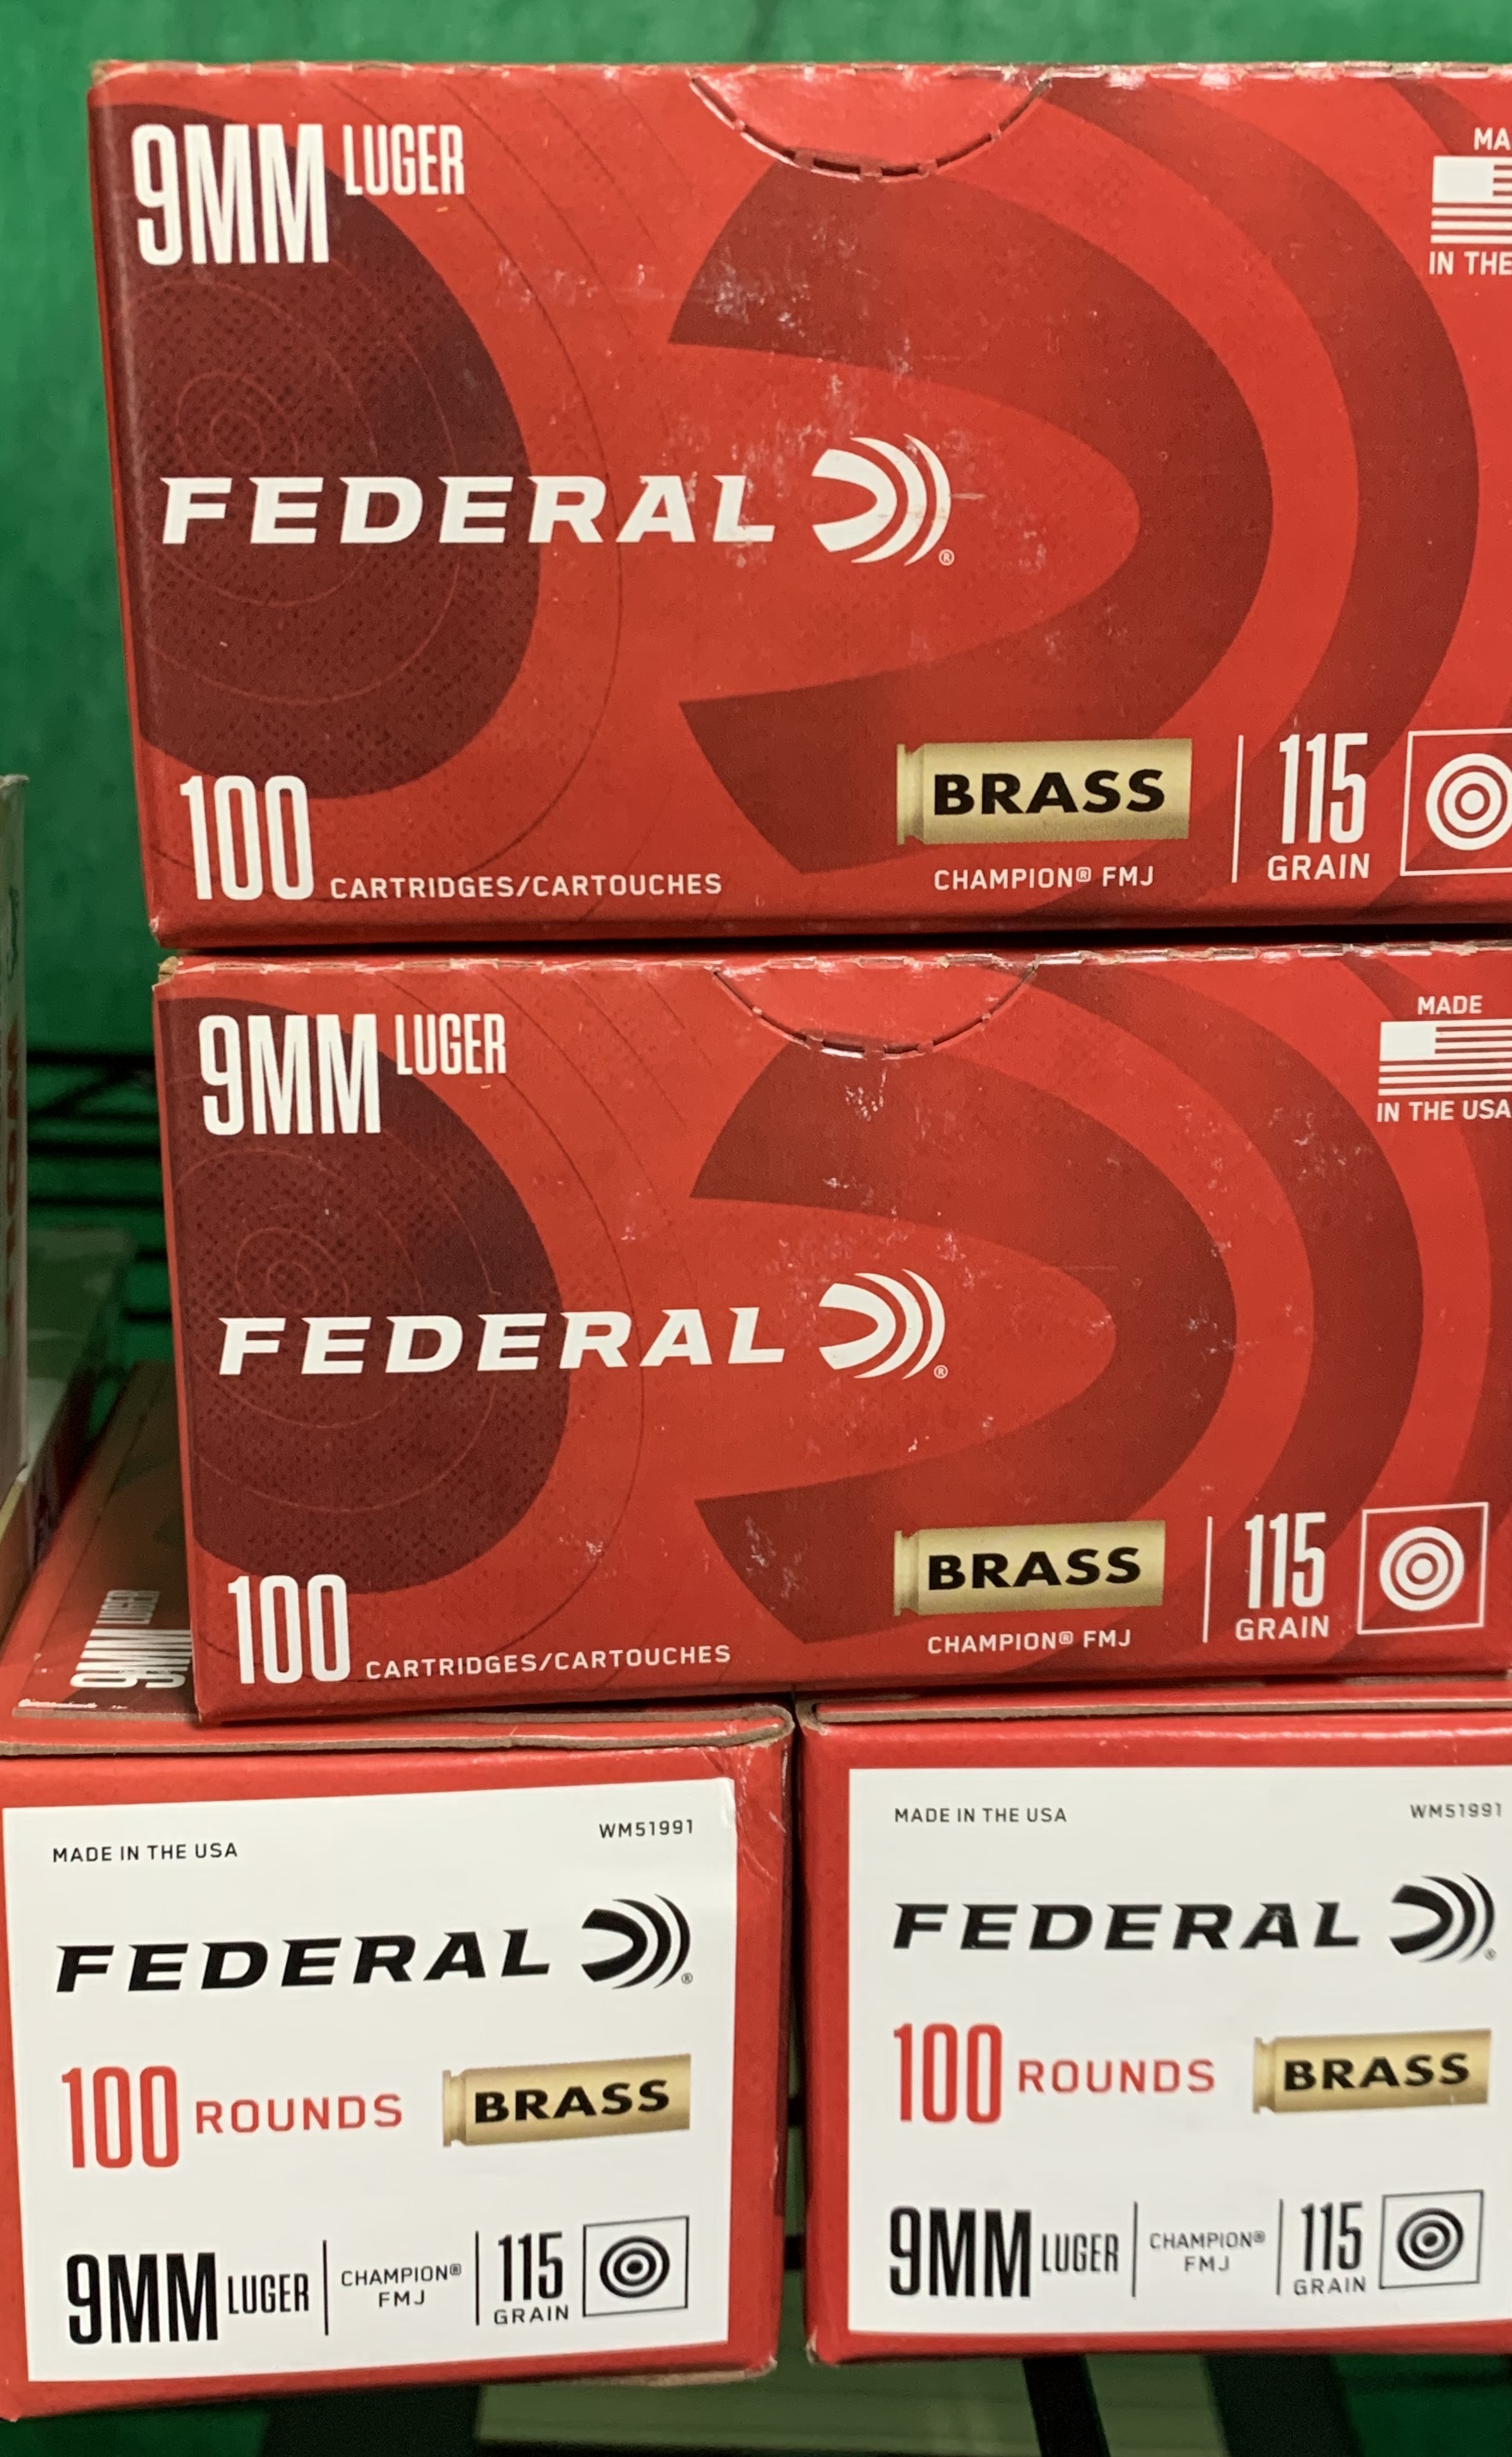 9MM LUGER
MA
IN THE
FEDERAL ®
100 CARTRIDGES/CARTOUCHES
BRASS
CHAMPION® FMJ
115
GRAIN
9MM LUGER
MADE
IN THE USA
FEDERAL ®
100 CARTRIDGES/CARTOUCHES
BRASS
CHAMPION® FMJ
115
GRAIN
9MM LUGER
MADE IN THE USA
WM51991
FEDERAL ®
100 ROUNDS
BRASS
9MM LUGER
CHAMPION®
FMJ
115
GRAIN
MADE IN THE USA
WM51991
FEDERAL ®
100 ROUNDS
BRASS
9MM LUGER
CHAMPION®
FMJ
115
GRAIN